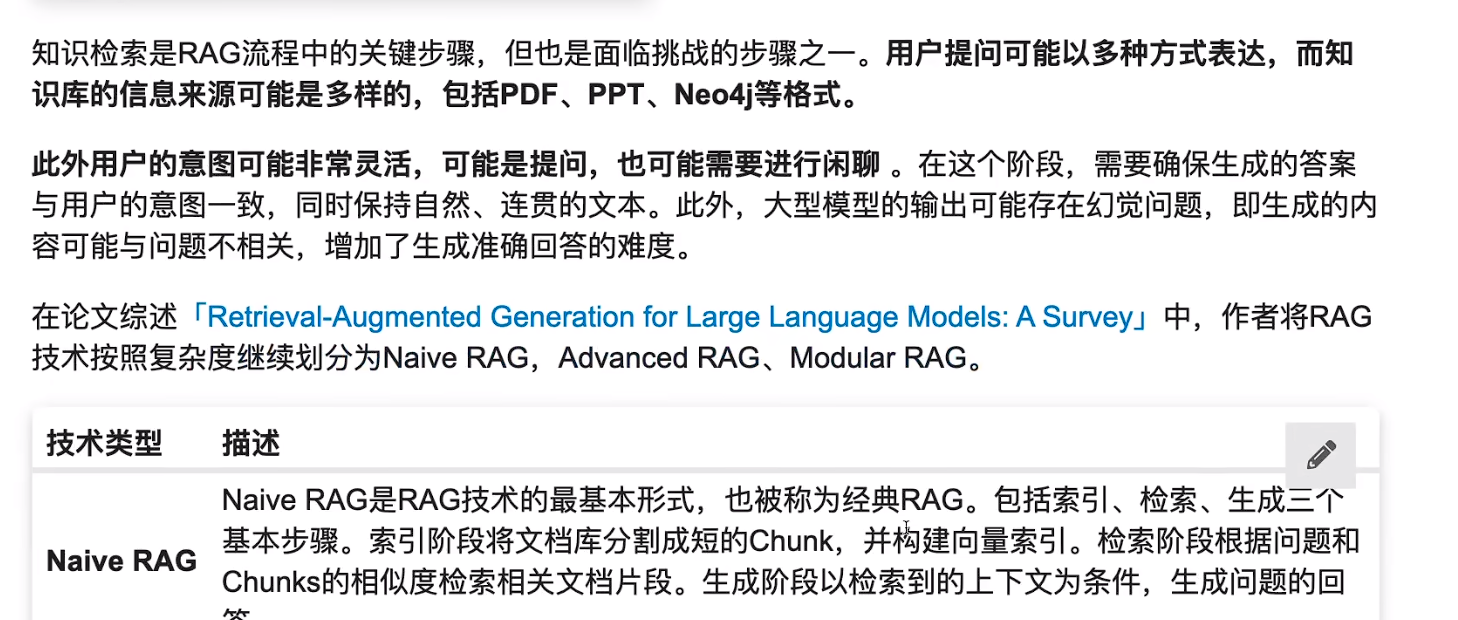 知识检索是RAG流程中的关键步骤，但也是面临挑战的步骤之一。用户提问可能以多种方式表达，而知
识库的信息来源可能是多样的，包括PDF、PPT、Neo4j等格式。
此外用户的意图可能非常灵活，可能是提问，也可能需要进行闲聊 。在这个阶段，需要确保生成的答案
与用户的意图一致，同时保持自然、连贯的文本。此外，大型模型的输出可能存在幻觉问题，即生成的内
容可能与问题不相关，增加了生成准确回答的难度。
在论文综述「Retrieval-Augmented Generation for Large Language Models: A Survey」中，作者将RAG
技术按照复杂度继续划分为Naive RAG，Advanced RAG、Modular RAG。
技术类型 描述
Naive RAG是RAG技术的最基本形式，也被称为经典RAG。包括索引、检索、生成三个
基本步骤。索引阶段将文档库分割成短的Chunk，并构建向量索引。检索阶段根据问题和
Naive RAG
Chunks的相似度检索相关文档片段。生成阶段以检索到的上下文为条件，生成问题的回